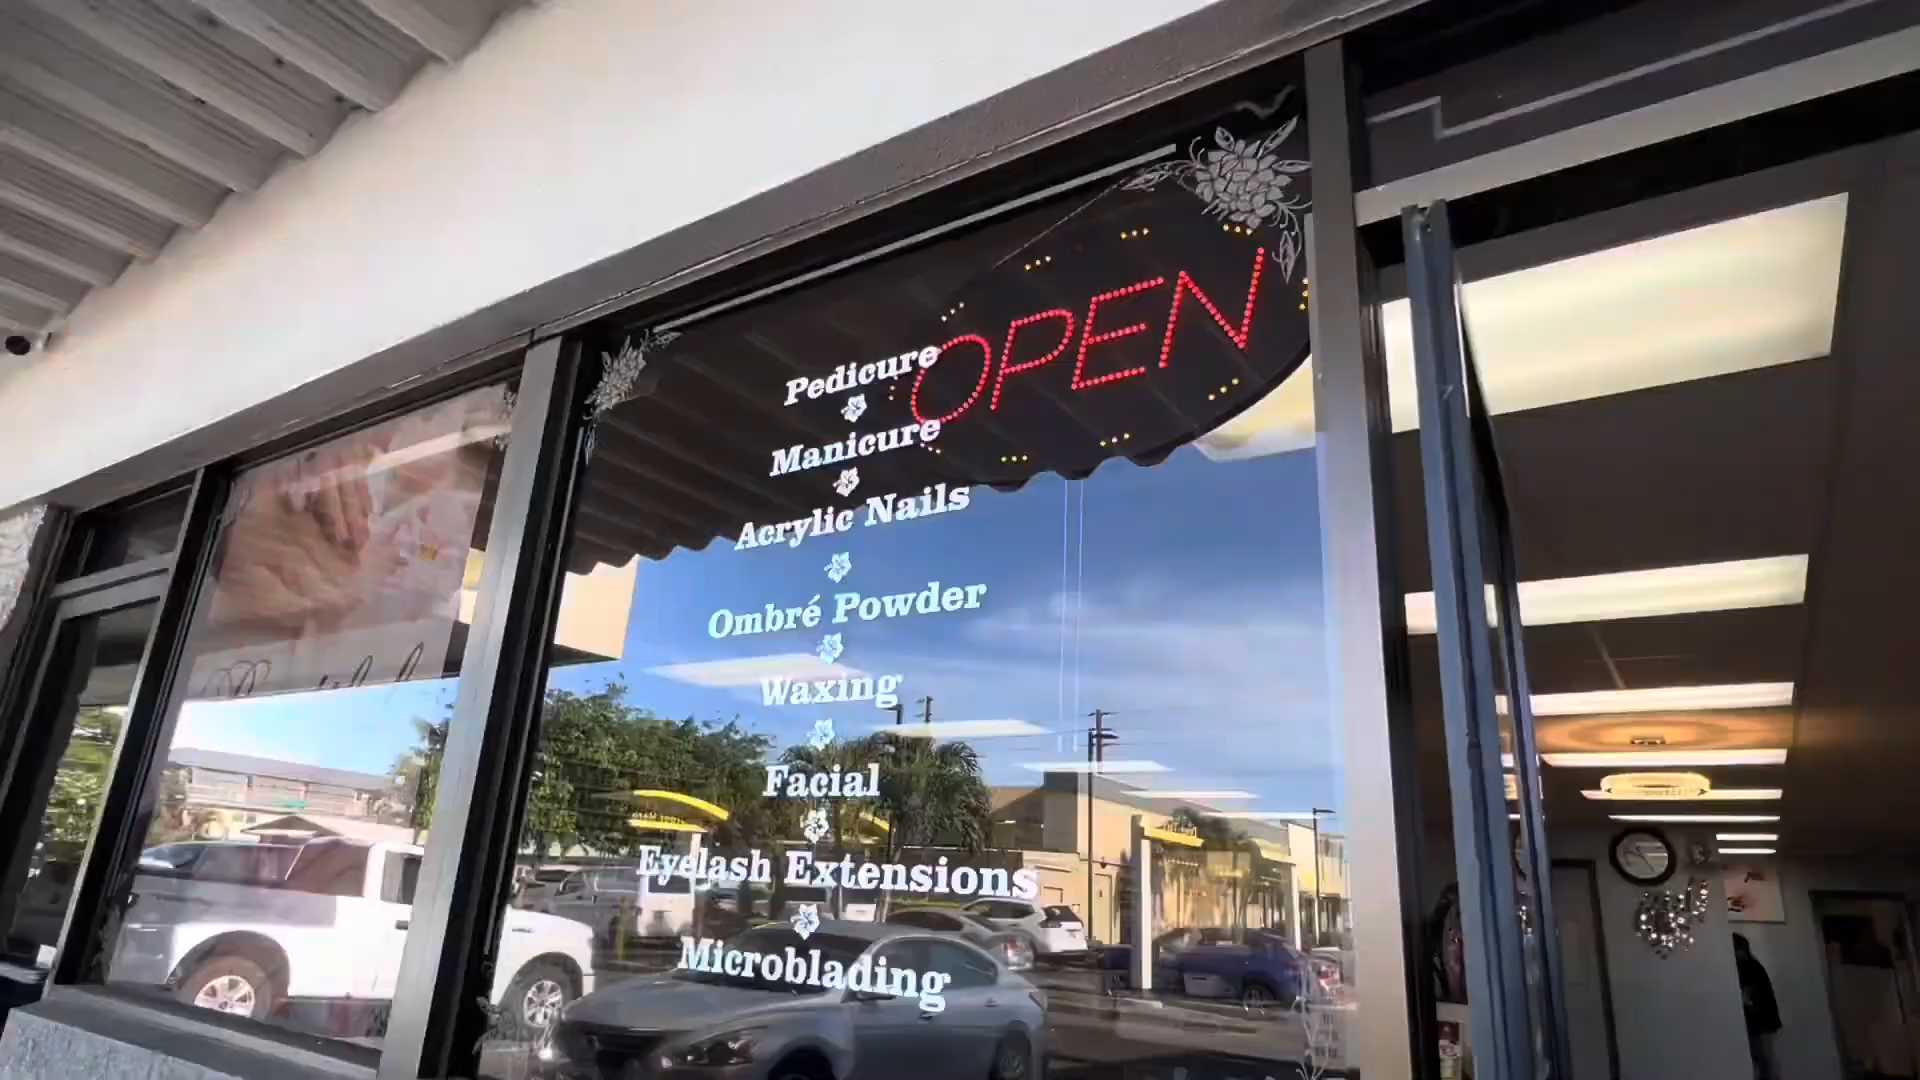 OPEN
Pedicure
Manicure
Acrylic Nails
Ombré Powder
Waxing
Facial
Eyelash Extensions
Microblading